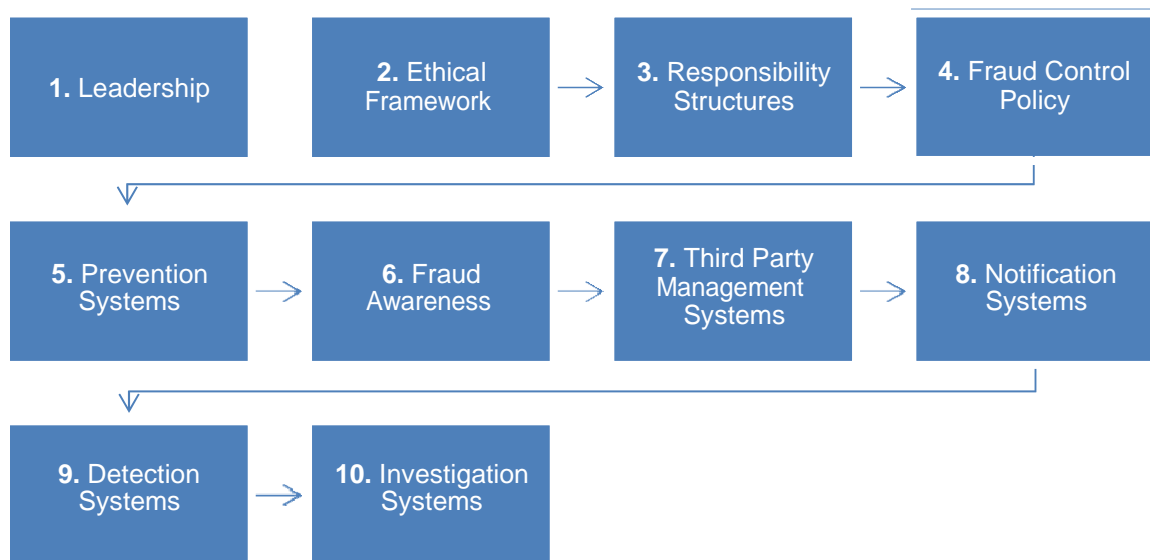 1. Leadership
2. Ethical
Framework
3. Responsibility
Structures
4. Fraud Control
Policy
5. Prevention
Systems
6. Fraud
Awareness
7. Third Party
Management
Systems
8. Notification
Systems
9. Detection
Systems
10. Investigation
Systems